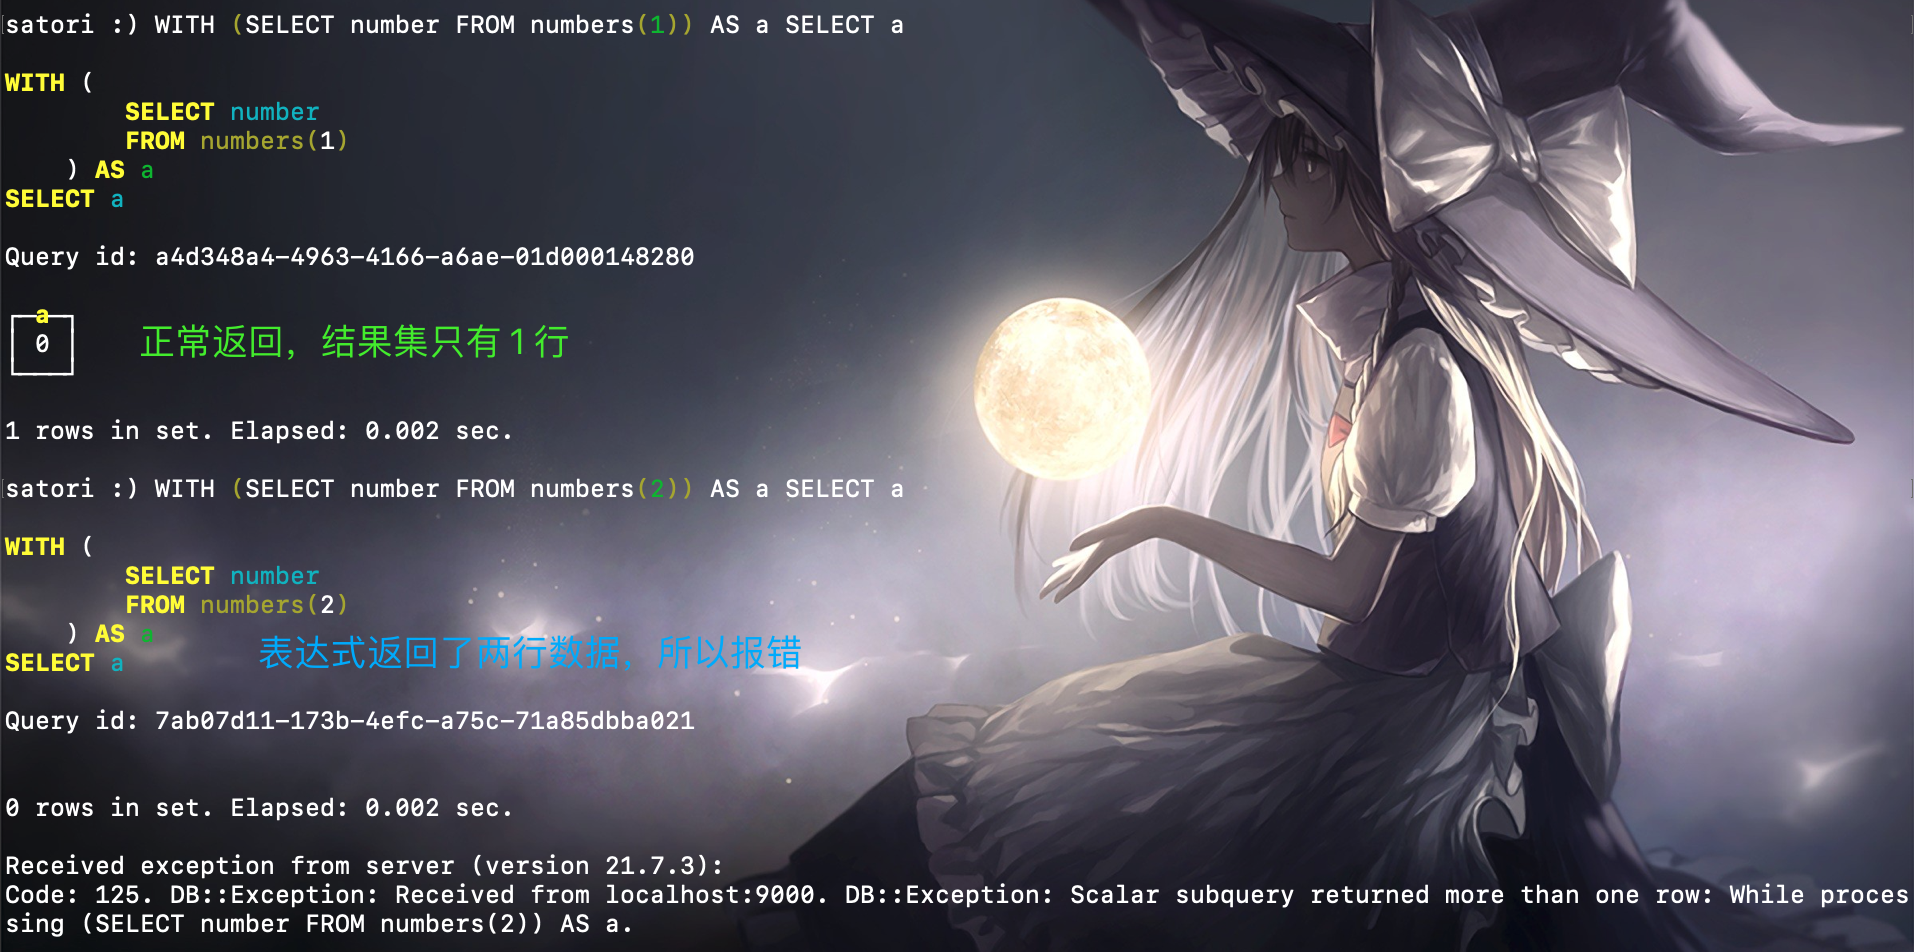 satori :) WITH (SELECT number FROM numbers(1)) AS a SELECT a
WITH (
SELECT number
FROM numbers(1)
) AS a
SELECT a
Query id: a4d348a4-4963-4166-a6ae-01d000148280
a
0
正常返回，结果集只有 1 行
1 rows in set. Elapsed: 0.002 sec.
satori :) WITH (SELECT number FROM numbers(2)) AS a SELECT a
WITH (
SELECT number
FROM numbers(2)
) AS a
表达式返回了两行数据，所以报错
SELECT a
Query id: 7ab07d11-173b-4efc-a75c-71a85dbba021
0 rows in set. Elapsed: 0.002 sec.
Received exception from server (version 21.7.3):
Code: 125. DB::Exception: Received from localhost:9000. DB::Exception: Scalar subquery returned more than one row: While proces
sing (SELECT number FROM numbers(2)) AS a.